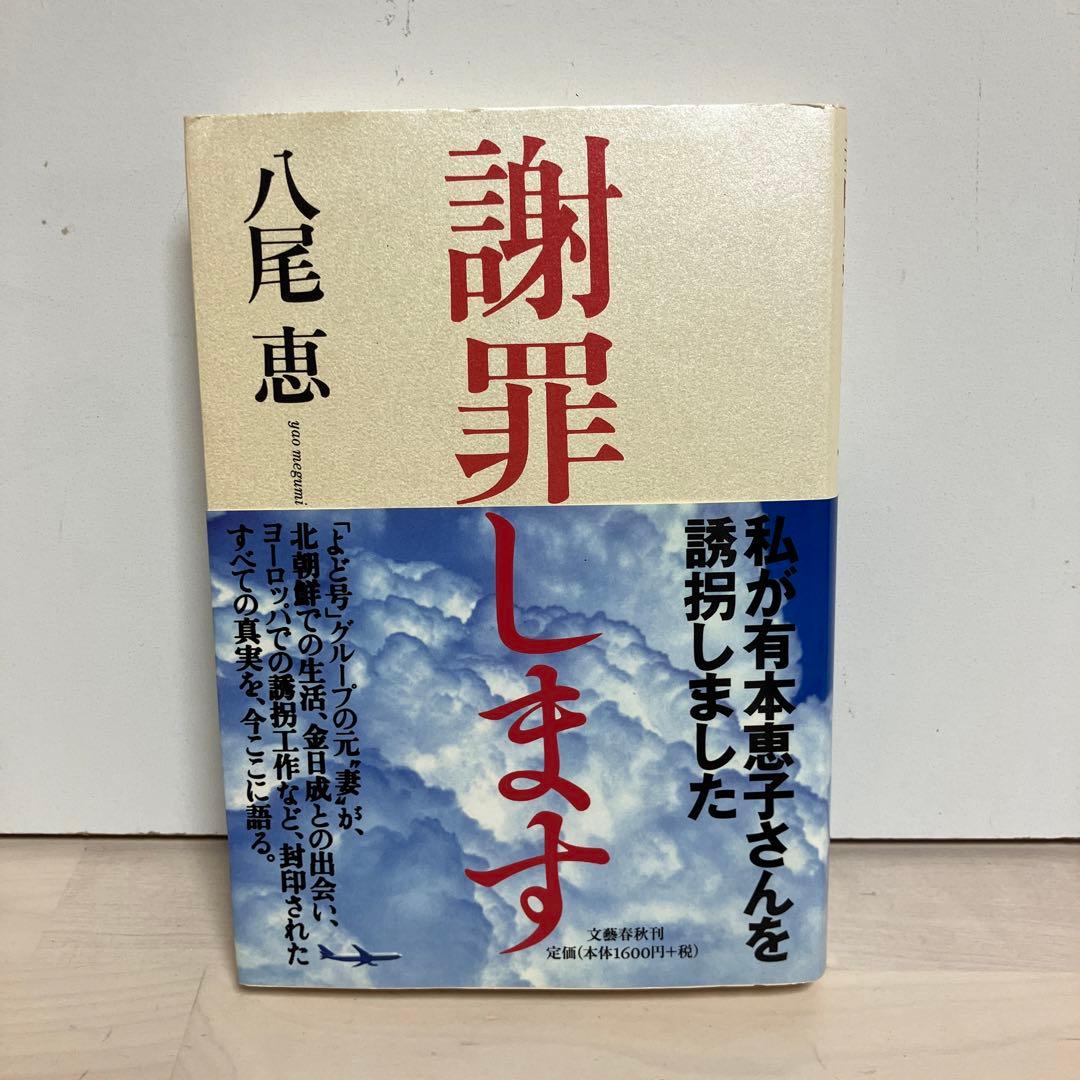 謝罪します
八尾 恵
yao megumi
私が有本恵子さんを
誘拐しました
「よど号」グループの元〝妻〟が、
北朝鮮での生活、金日成との出会い、
ヨーロッパでの誘拐工作など、封印された
すべての真実を、今ここに語る。
文藝春秋刊
定価(本体1600円+税)